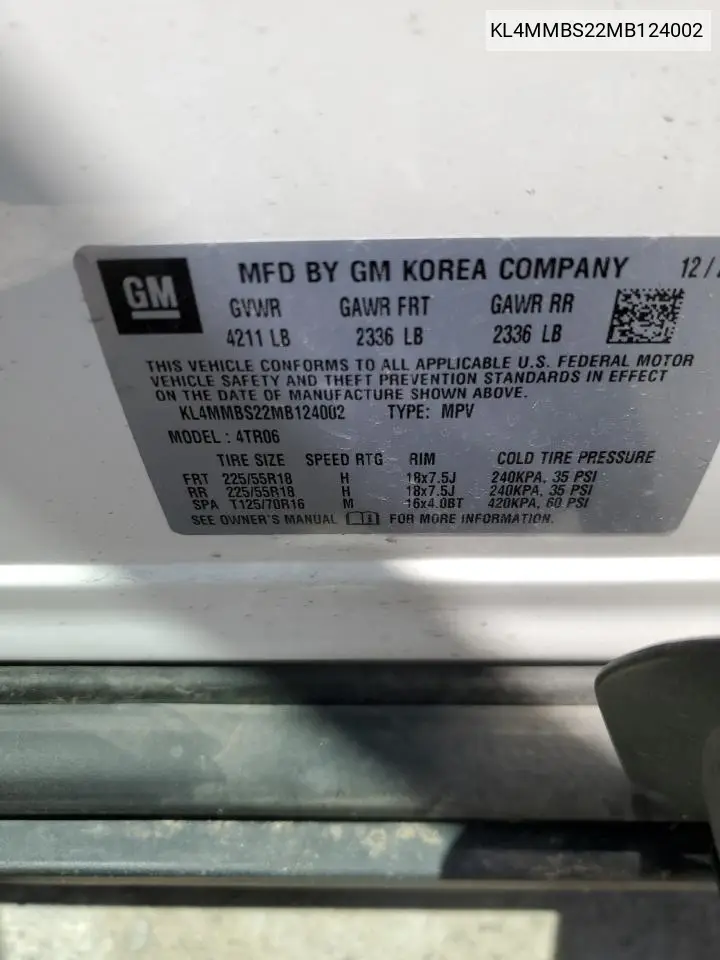 KL4MMBS22MB124002
GM
MFD BY GM KOREA COMPANY 12/
GVWR GAWR FRT GAWR RR
4211 LB 2336 LB 2336 LB
THIS VEHICLE CONFORMS TO ALL APPLICABLE U.S. FEDERAL MOTOR
VEHICLE SAFETY AND THEFT PREVENTION STANDARDS IN EFFECT
ON THE DATE OF MANUFACTURE SHOWN ABOVE.
KL4MMBS22MB124002 TYPE: MPV
MODEL : 4TR06
TIRE SIZE SPEED RTG RIM COLD TIRE PRESSURE
FRT 225/55R18 H 18x7.5J 240KPA, 35 PSI
RR 225/55R18 H 18x7.5J 240KPA, 35 PSI
SPA T125/70R16 M 16x4.0BT 420KPA, 60 PSI
SEE OWNER'S MANUAL FOR MORE INFORMATION.